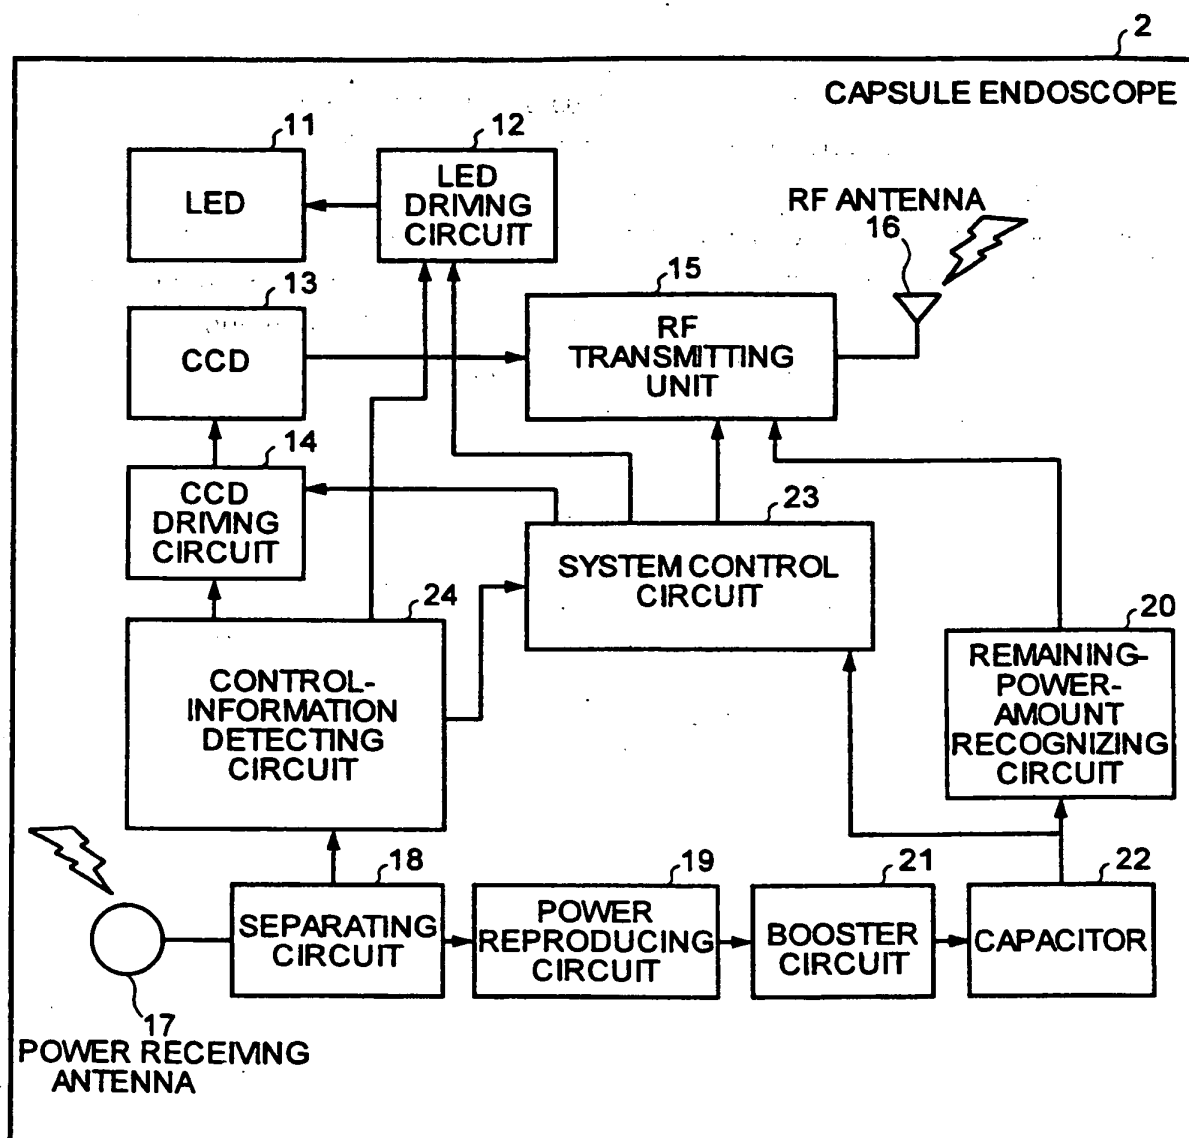 2
CAPSULE ENDOSCOPE
11
LED
12
LED
DRIVING
CIRCUIT
RF ANTENNA
16
13
CCD
15
RF
TRANSMITTING
UNIT
14
CCD
DRIVING
CIRCUIT
23
SYSTEM CONTROL
CIRCUIT
24
CONTROL-
INFORMATION
DETECTING
CIRCUIT
20
REMAINING-
POWER-
AMOUNT
RECOGNIZING
CIRCUIT
18
SEPARATING
CIRCUIT
19
POWER
REPRODUCING
CIRCUIT
21
BOOSTER
CIRCUIT
22
CAPACITOR
17
POWER RECEIVING
ANTENNA